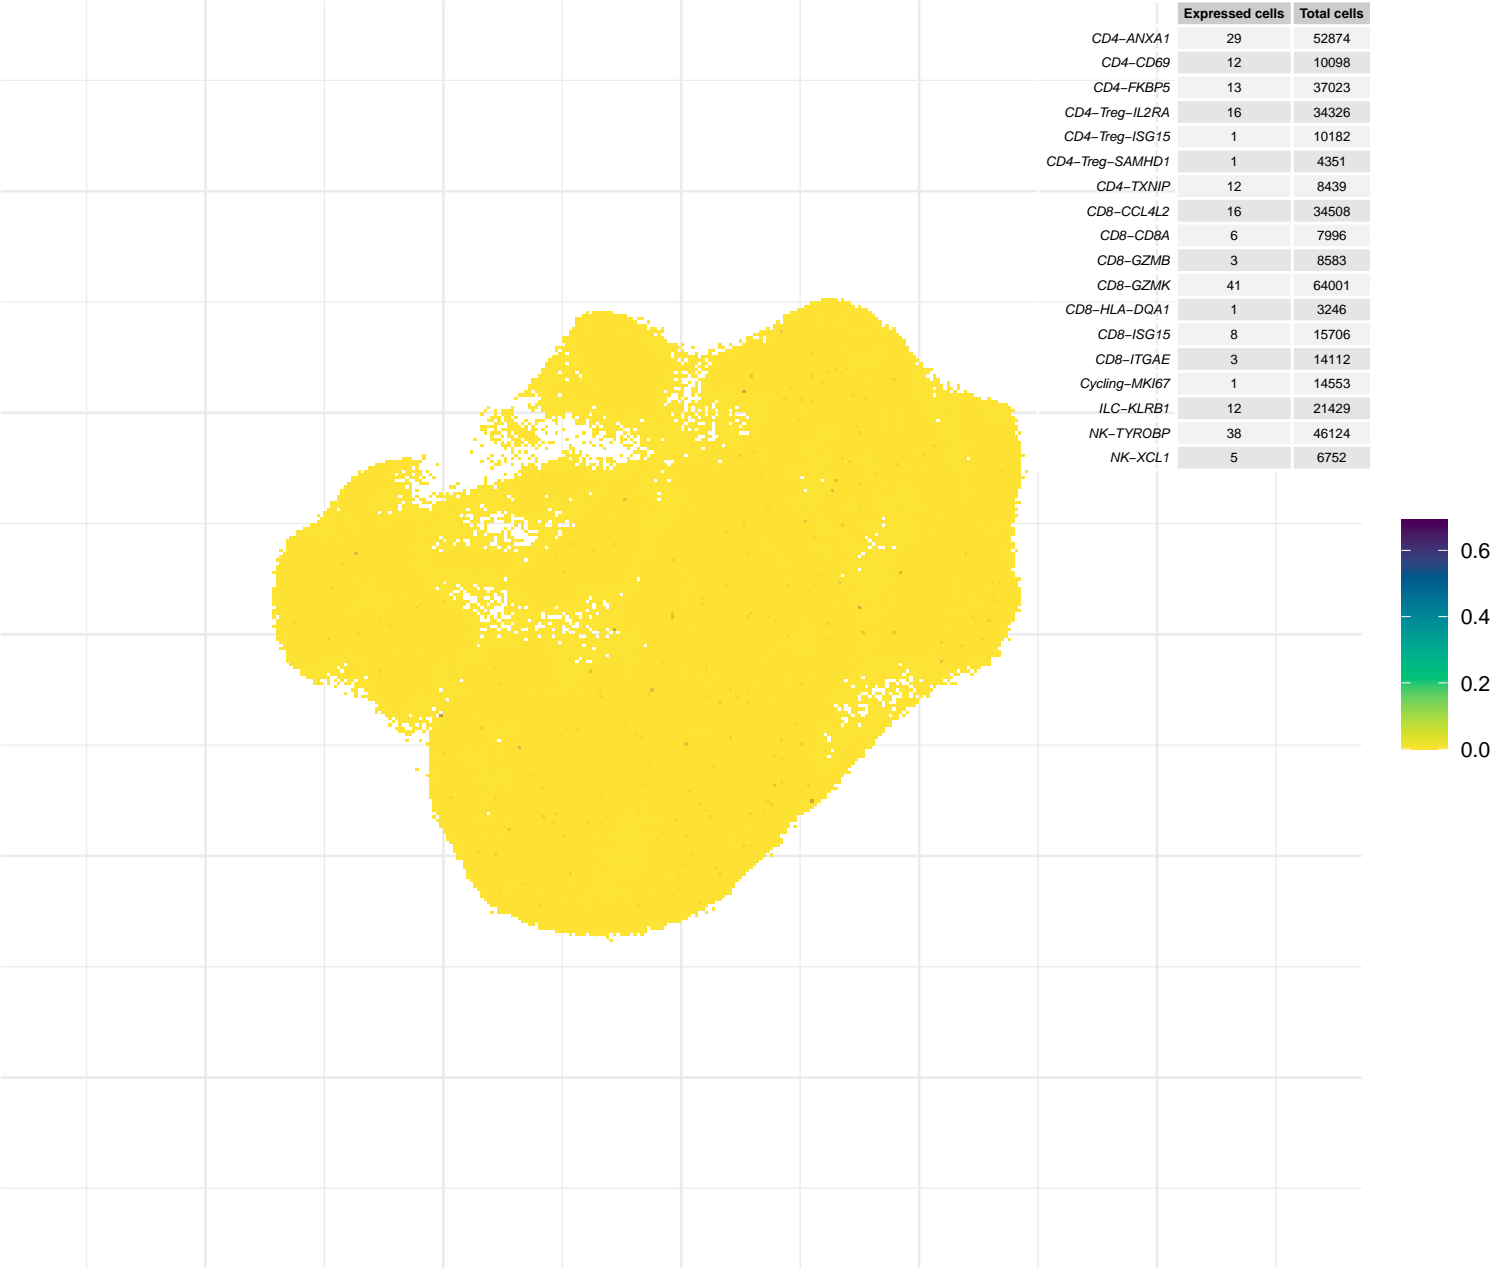 Expressed cells Total cells
CD4−ANXA1 29 52874
CD4−CD69 12 10098
CD4−FKBP5 13 37023
CD4−Treg−IL2RA 16 34326
CD4−Treg−ISG15 1 10182
CD4−Treg−SAMHD1 1 4351
CD4−TXNIP 12 8439
CD8−CCL4L2 16 34508
CD8−CD8A 6 7996
CD8−GZMB 3 8583
CD8−GZMK 41 64001
CD8−HLA−DQA1 1 3246
CD8−ISG15 8 15706
CD8−ITGAE 3 14112
Cycling−MKI67 1 14553
ILC−KLRB1 12 21429
NK−TYROBP 38 46124
NK−XCL1 5 6752
0.6
0.4
0.2
0.0